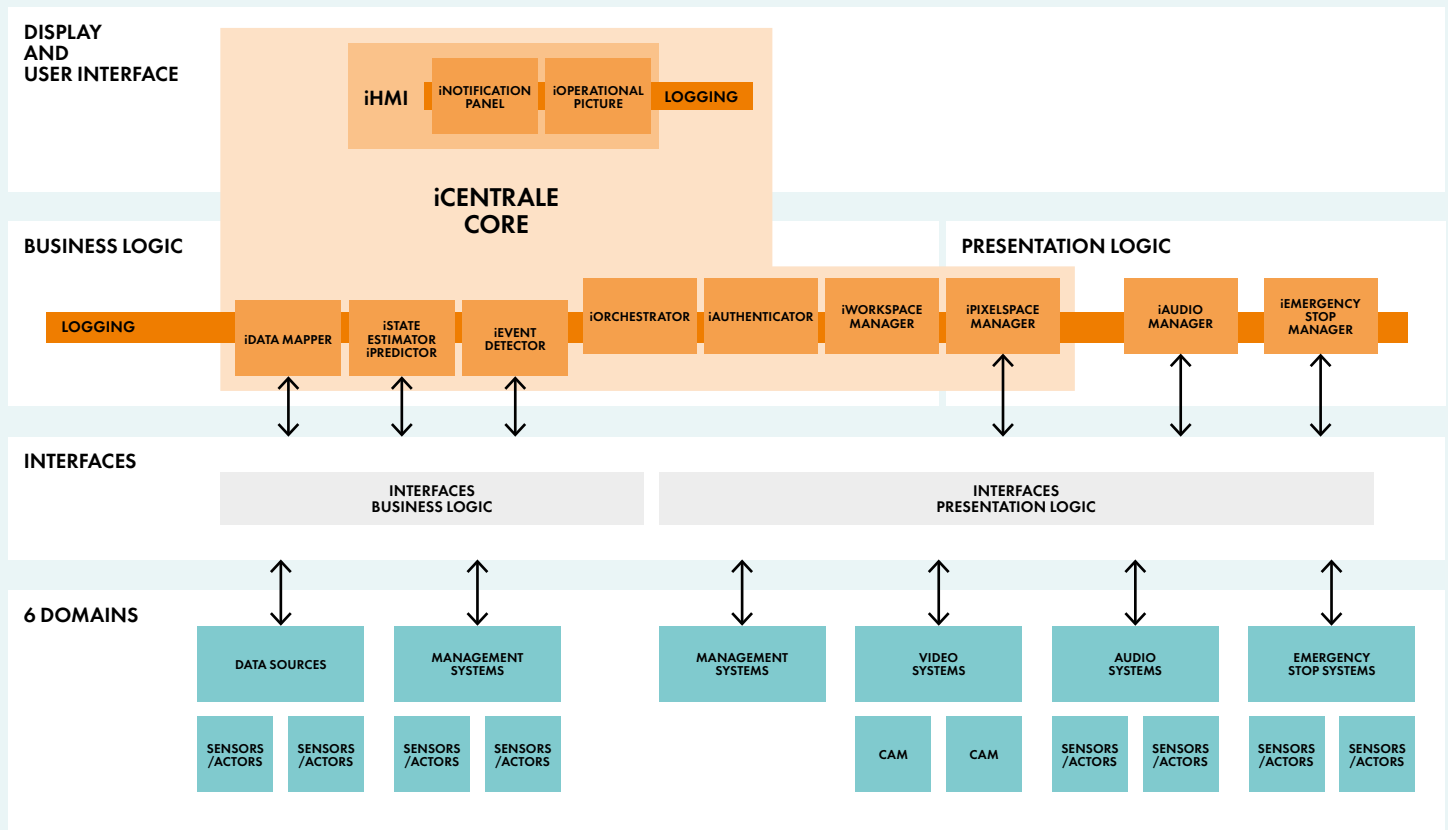 DISPLAY
AND
USER INTERFACE
iHMI
iNOTIFICATION
PANEL
iOPERATIONAL
PICTURE
LOGGING
iCENTRALE
CORE
BUSINESS LOGIC
PRESENTATION LOGIC
LOGGING
iDATA MAPPER
iSTATE
ESTIMATOR
iPREDICTOR
iEVENT
DETECTOR
iORCHESTRATOR
iAUTHENTICATOR
iWORKSPACE
MANAGER
iPIXELSPACE
MANAGER
iAUDIO
MANAGER
iEMERGENCY
STOP
MANAGER
INTERFACES
INTERFACES
BUSINESS LOGIC
INTERFACES
PRESENTATION LOGIC
6 DOMAINS
DATA SOURCES
MANAGEMENT
SYSTEMS
MANAGEMENT
SYSTEMS
VIDEO
SYSTEMS
AUDIO
SYSTEMS
EMERGENCY
STOP SYSTEMS
SENSORS
/ACTORS
SENSORS
/ACTORS
SENSORS
/ACTORS
SENSORS
/ACTORS
CAM
CAM
SENSORS
/ACTORS
SENSORS
/ACTORS
SENSORS
/ACTORS
SENSORS
/ACTORS